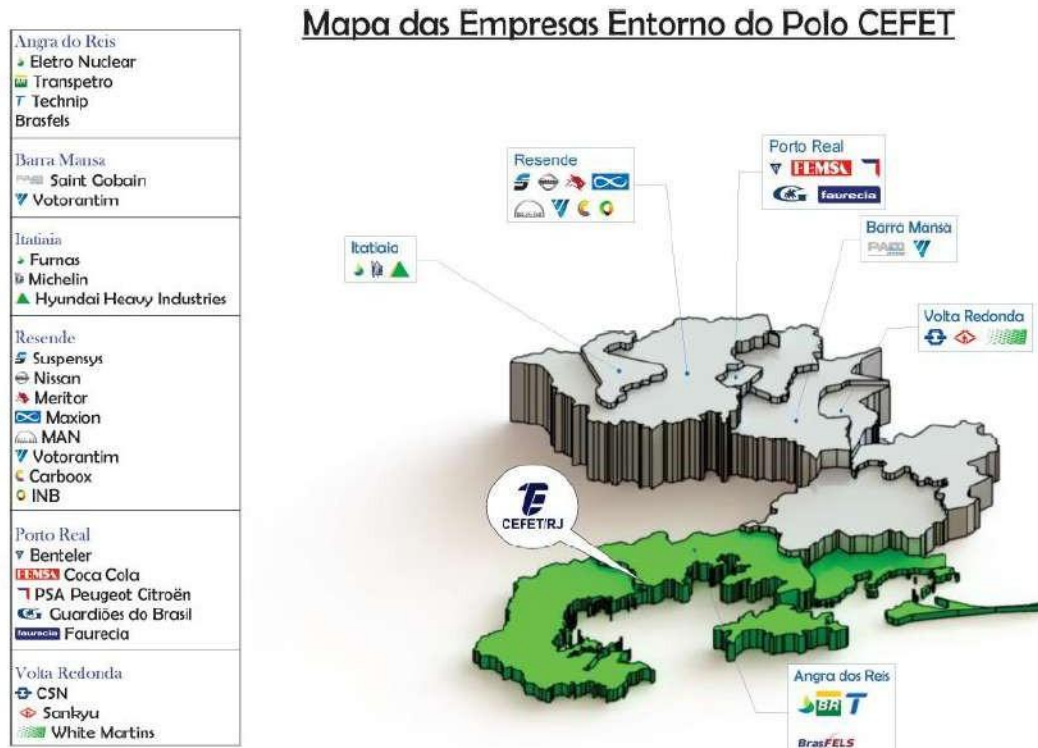 Mapa das Empresas Entorno do Polo CEFET
Angra do Reis
Eletro Nuclear
BR Transpetro
T Technip
Brasfels
Barra Mansa
PAM Saint Gobain
Votorantim
Itatiaia
Furnas
Michelin
Hyundai Heavy Industries
Resende
Suspensys
Nissan
Meritor
Maxion
MAN
Votorantim
Carboox
INB
Porto Real
Benteler
FEMSA Coca Cola
PSA Peugeot Citroën
Guardiões do Brasil
faurecia Faurecia
Volta Redonda
CSN
Sankyu
White Martins
Resende
Porto Real
FEMSA
G faurecia
Barra Mansa
PAM
Itatiaia
Volta Redonda
CEFET/RJ
Angra dos Reis
BR T
BrasFELS